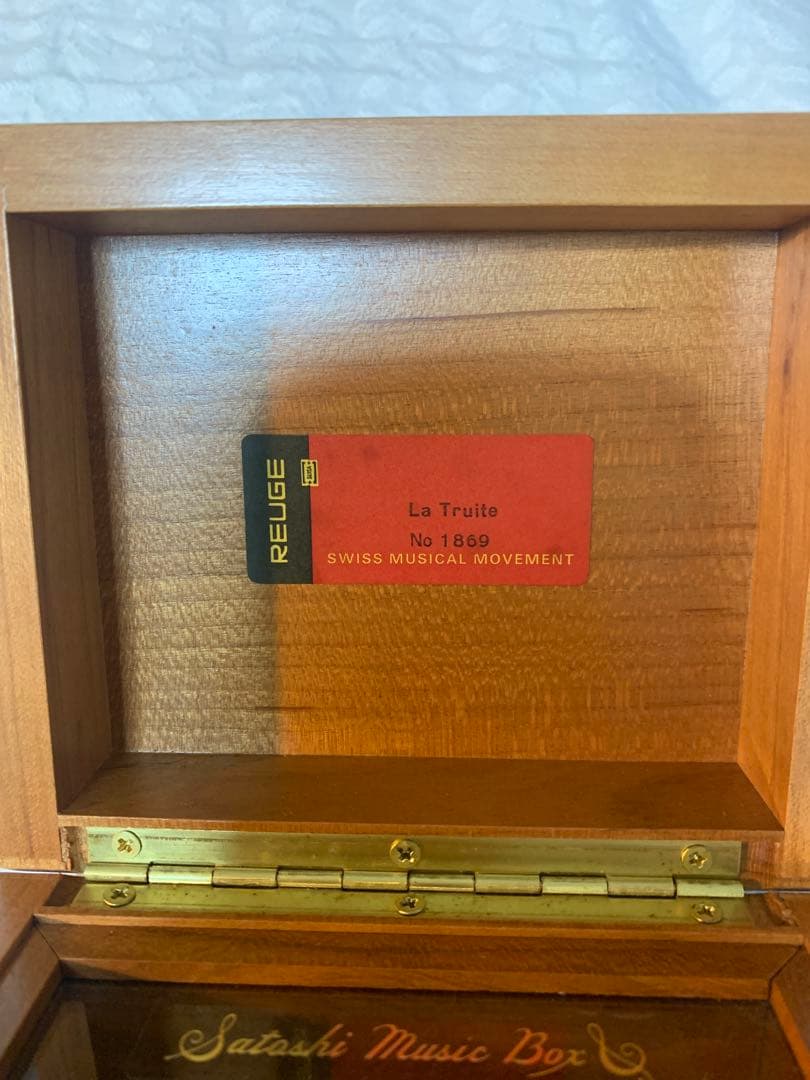 REUGE
La Truite
No 1869
SWISS MUSICAL MOVEMENT
Satoshi Music Box